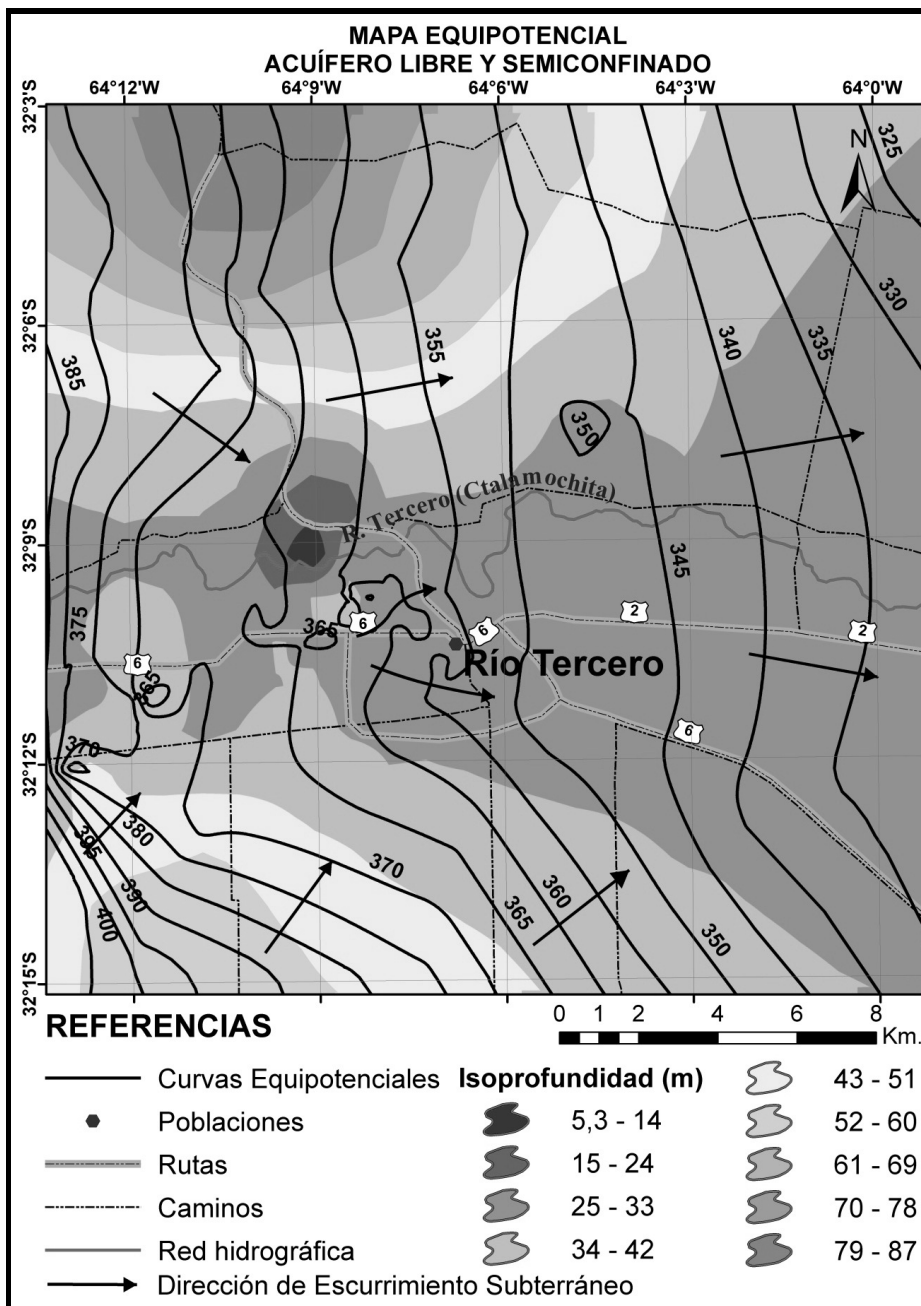 MAPA EQUIPOTENCIAL
ACUÍFERO LIBRE Y SEMICONFINADO
64°12'W 64°9'W 64°6'W 64°3'W 64°0'W
32°3'S
32°6'S
32°9'S
32°12'S
32°15'S
N
325
330
335
340
355
385
350
R. Tercero (Ctalamochita)
345
375
365
6
6
6
2
2
Río Tercero
6
365
370
380
395
390
400
370
365
360
350
REFERENCIAS
0 1 2 4 6 8
Km.
Curvas Equipotenciales
Poblaciones
Rutas
Caminos
Red hidrográfica
Dirección de Escurrimiento Subterráneo
Isoprofundidad (m)
5,3 - 14
15 - 24
25 - 33
34 - 42
43 - 51
52 - 60
61 - 69
70 - 78
79 - 87